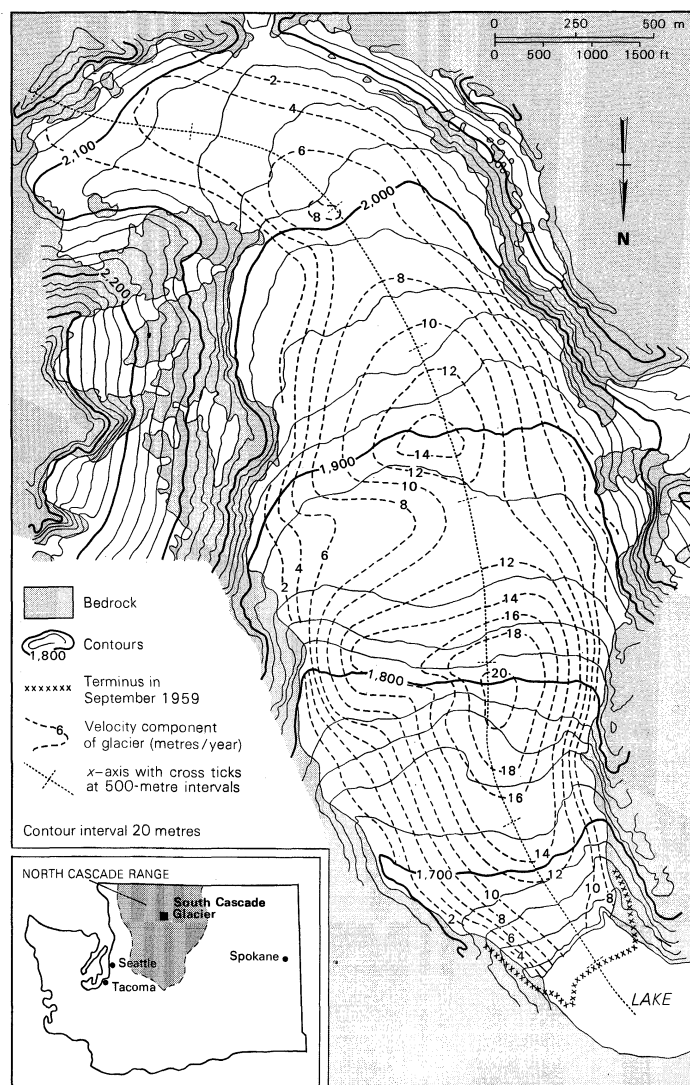 0 250 500 m
0 500 1000 1500 ft
2
4
6
2,100
8
2,000
N
2,200
8
10
12
14
1,900
12
10
8
6
4
2
12
14
16
18
20
1,800
18
16
14
12
1,700
10
10
8
2
8
6
4
LAKE
Bedrock
Contours
1,800
xxxxxxx Terminus in
September 1959
6 Velocity component
of glacier (metres/year)
x–axis with cross ticks
at 500-metre intervals
Contour interval 20 metres
NORTH CASCADE RANGE
South Cascade
Glacier
Seattle
Spokane
Tacoma